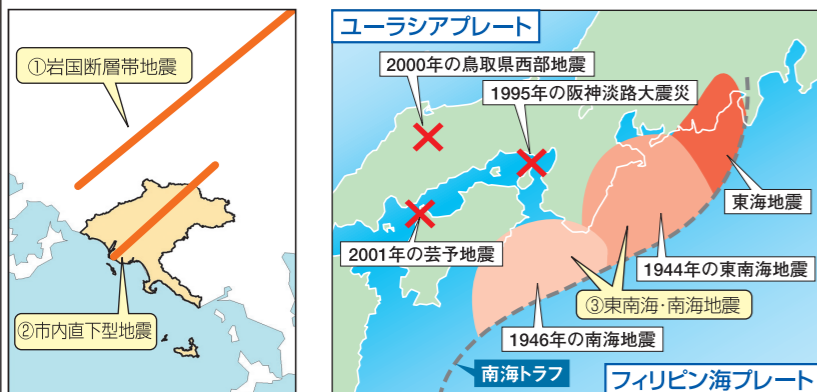 ①岩国断層帯地震
②市内直下型地震
ユーラシアプレート
2000年の鳥取県西部地震
1995年の阪神淡路大震災
東海地震
2001年の芸予地震
1944年の東南海地震
③東南海・南海地震
1946年の南海地震
南海トラフ
フィリピン海プレート